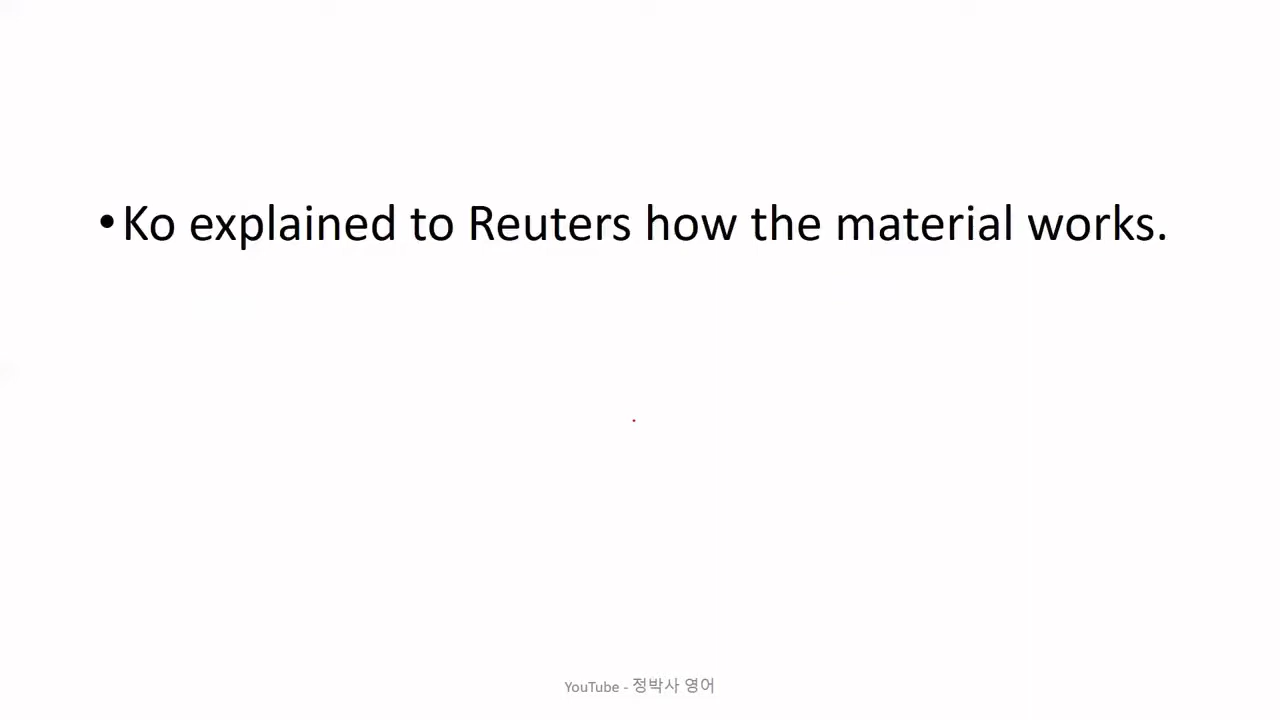 •Ko explained to Reuters how the material works.
YouTube - 정박사 영어